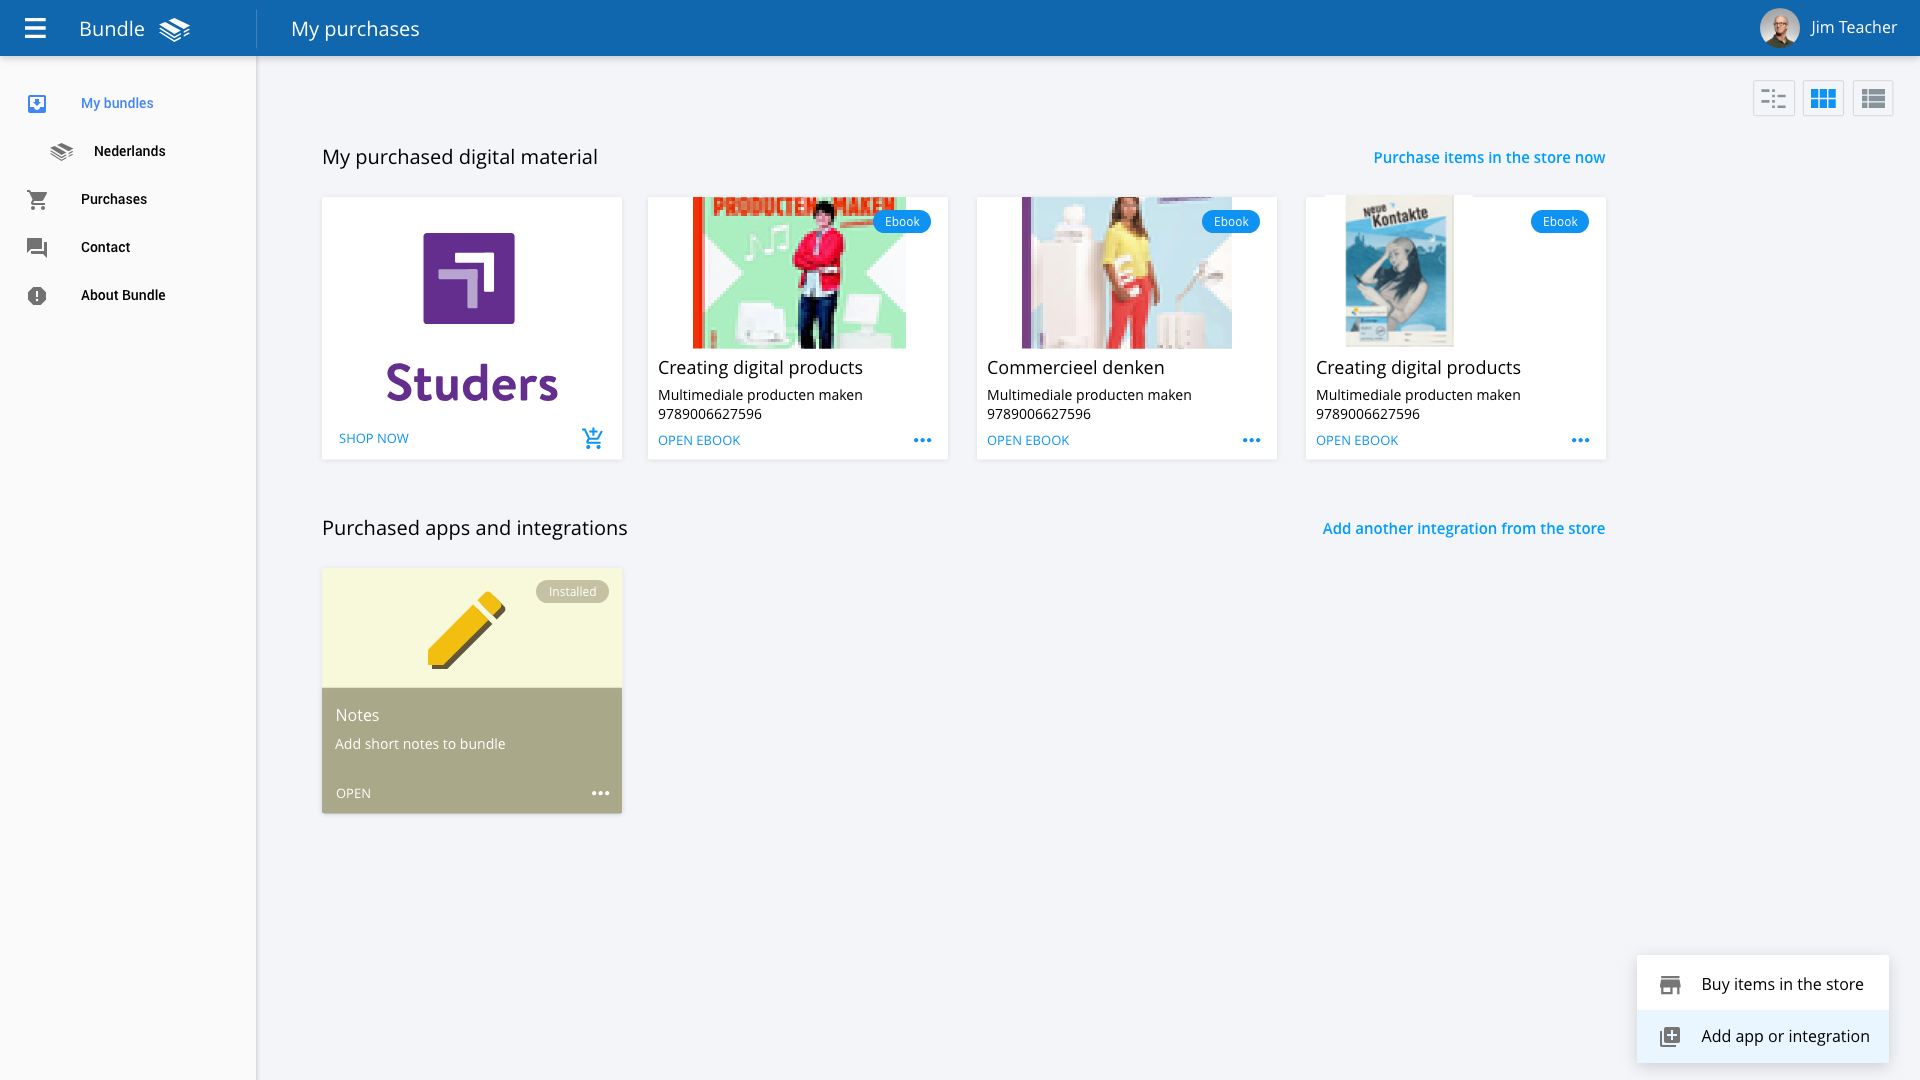 Bundle
My purchases
Jim Teacher
My bundles
Nederlands
Purchases
Contact
About Bundle
My purchased digital material
Purchase items in the store now
Studers
SHOP NOW
PRODUCTEN MAKEN
Ebook
Creating digital products
Multimediale producten maken
9789006627596
OPEN EBOOK
Ebook
Commercieel denken
Multimediale producten maken
9789006627596
OPEN EBOOK
Neue
Kontakte
Ebook
Creating digital products
Multimediale producten maken
9789006627596
OPEN EBOOK
Purchased apps and integrations
Add another integration from the store
Installed
Notes
Add short notes to bundle
OPEN
Buy items in the store
Add app or integration